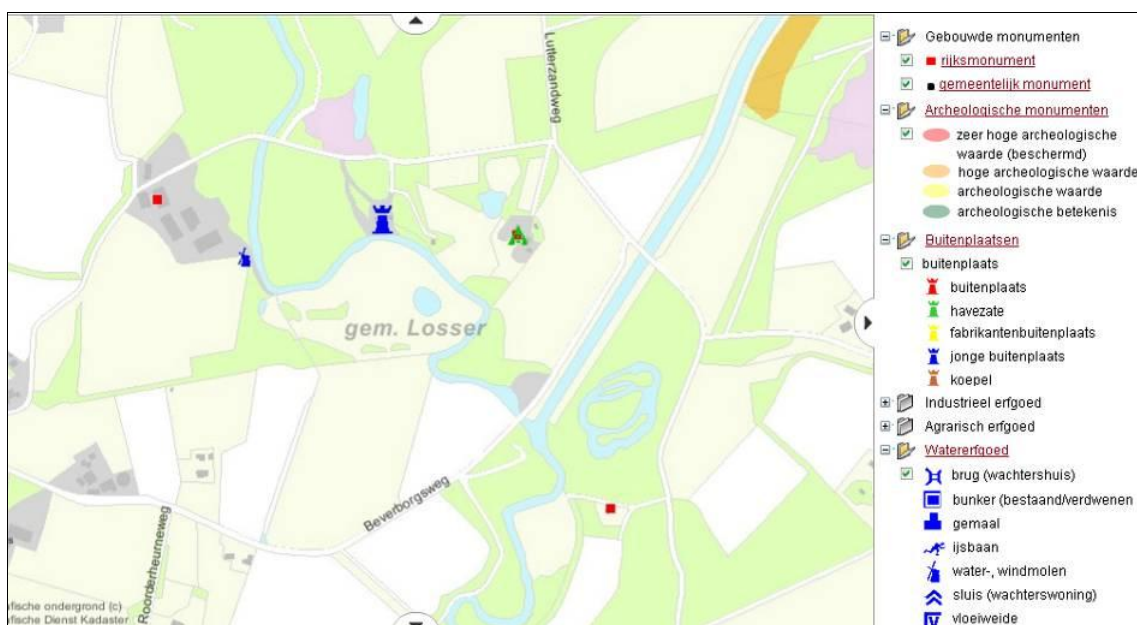 Lutterzandweg
gem. Losser
Beverborgsweg
Roorderheurneweg
fische ondergrond (c)
fische Dienst Kadaster
Gebouwde monumenten
rijksmonument
gemeentelijk monument
Archeologische monumenten
zeer hoge archeologische
waarde (beschermd)
hoge archeologische waarde
archeologische waarde
archeologische betekenis
Buitenplaatsen
buitenplaats
buitenplaats
havezate
fabrikantenbuitenplaats
jonge buitenplaats
koepel
Industrieel erfgoed
Agrarisch erfgoed
Watererfgoed
brug (wachtershuis)
bunker (bestaand/verdwenen
gemaal
ijsbaan
water-, windmolen
sluis (wachterswoning)
vloeiweide